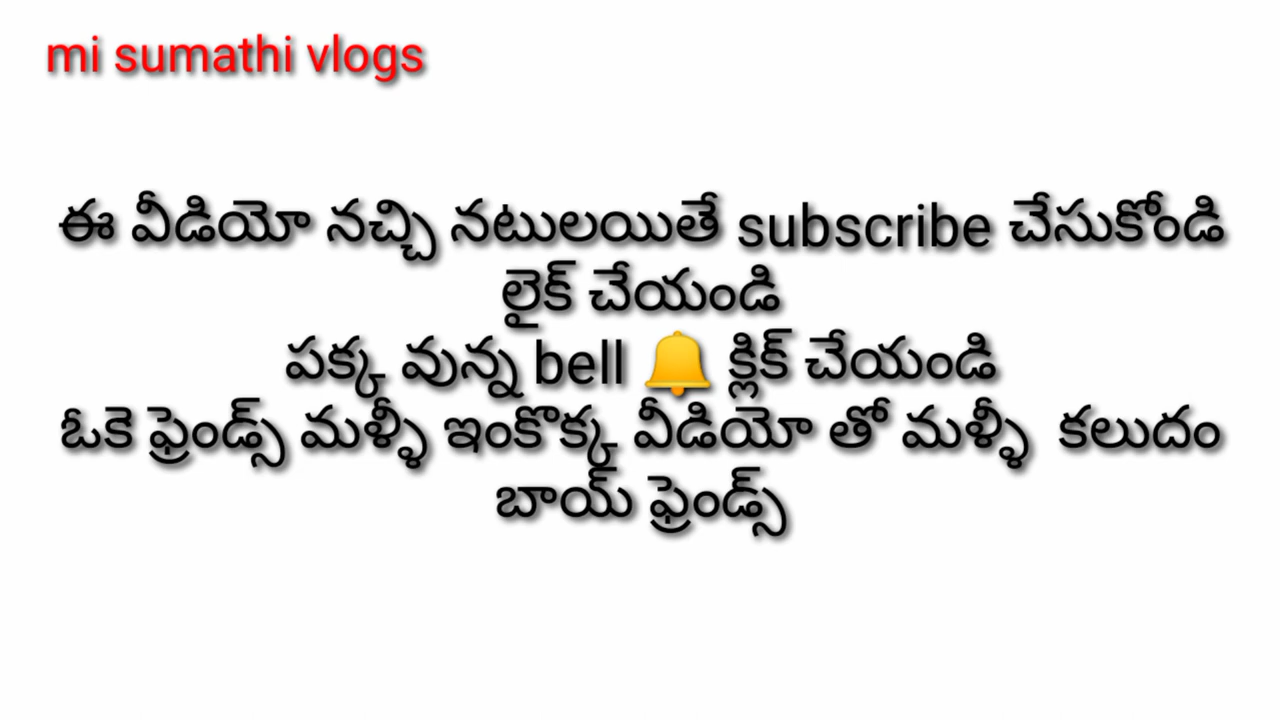 mi sumathi vlogs
ఈ వీడియో నచ్చి నటులయితే subscribe చేసుకోండి
లైక్ చేయండి
పక్క వున్న bell 🔔 క్లిక్ చేయండి
ఓకె ఫ్రెండ్స్ మళ్ళీ ఇంకొక్క వీడియో తో మళ్ళీ కలుదం
బాయ్ ఫ్రెండ్స్